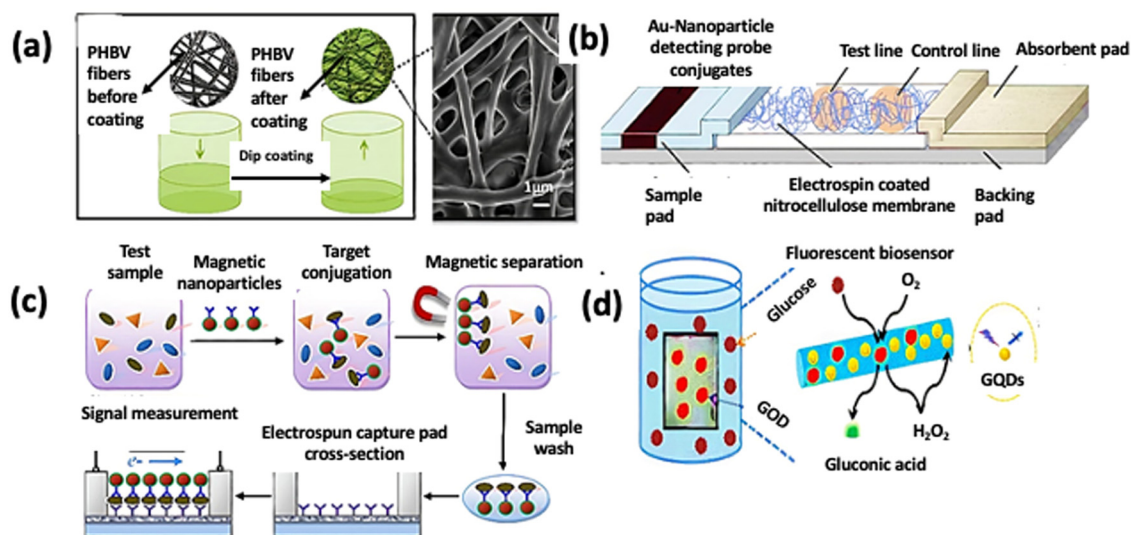 (a)
PHBV
fibers
before
coating
PHBV
fibers
after
coating
Dip coating
1μm
(b)
Au-Nanoparticle
detecting probe
conjugates
Test line
Control line
Absorbent pad
Sample
pad
Electrospin coated
nitrocellulose membrane
Backing
pad
(c)
Test
sample
Magnetic
nanoparticles
Target
conjugation
Magnetic separation
Signal measurement
e-
Electrospun capture pad
cross-section
Sample
wash
(d)
Fluorescent biosensor
Glucose
O₂
GOD
GQDs
H₂O₂
Gluconic acid